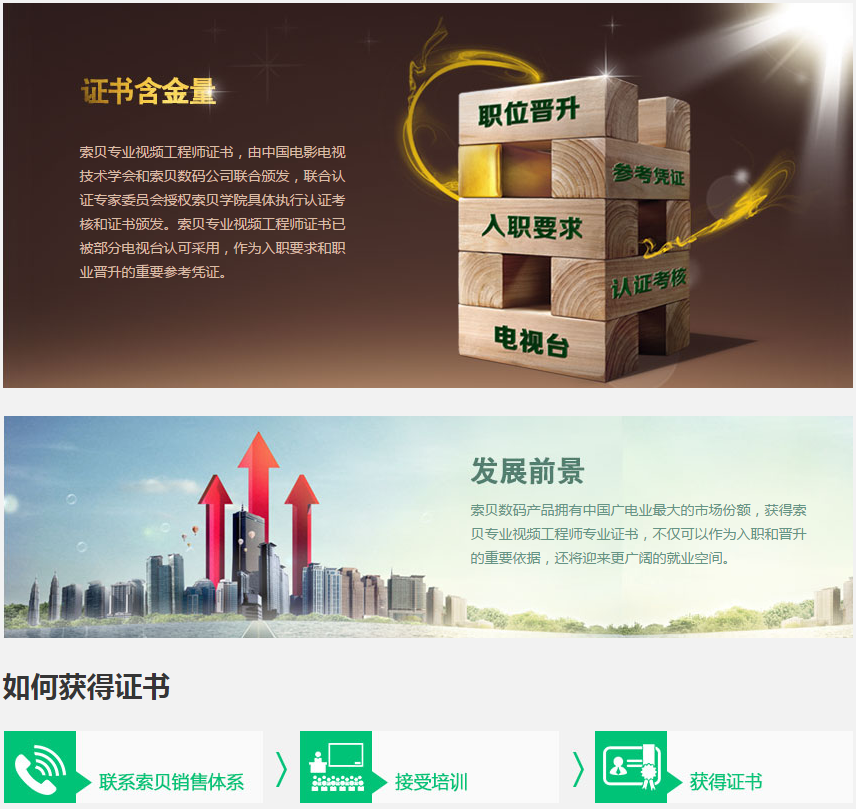 证书含金量
索贝专业视频工程师证书，由中国电影电视
技术学会和索贝数码公司联合颁发，联合认
证专家委员会授权索贝学院具体执行认证考
核和证书颁发。索贝专业视频工程师证书已
被部分电视台认可采用，作为入职要求和职
业晋升的重要参考凭证。
职位晋升
参考凭证
入职要求
认证考核
电视台
发展前景
索贝数码产品拥有中国广电业最大的市场份额，获得索
贝专业视频工程师专业证书，不仅可以作为入职和晋升
的重要依据，还将迎来更广阔的就业空间。
如何获得证书
联系索贝销售体系
接受培训
获得证书